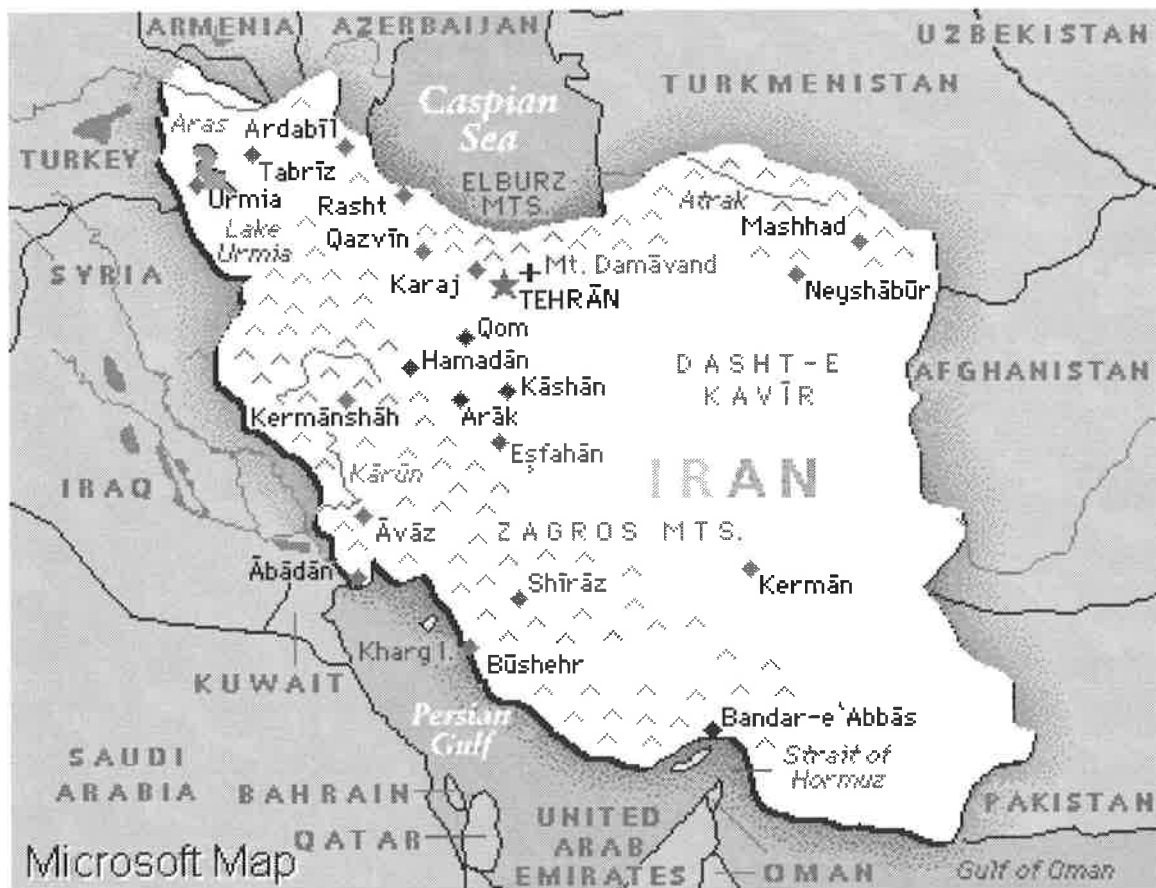 ARMENIA
AZERBAIJAN
UZBEKISTAN
TURKMENISTAN
Caspian
Sea
Aras
Ardabīl
TURKEY
Tabrīz
ELBURZ
MTS.
Urmia
Rasht
Atrak
Lake
Urmia
Mashhad
Qazvīn
SYRIA
Mt. Damāvand
Karaj
Neyshābūr
TEHRĀN
Qom
Hamadān
DASHT-E
KAVĪR
AFGHANISTAN
Kāshān
Kermānshāh
Arāk
Eşfahān
Kārūn
IRAN
IRAQ
Āvāz
ZAGROS MTS.
Ābādān
Shīrāz
Kermān
Kharg I.
Būshehr
KUWAIT
Persian
Gulf
Bandar-e 'Abbās
SAUDI
ARABIA
Strait of
Hormuz
BAHRAIN
PAKISTAN
QATAR
UNITED
ARAB
EMIRATES
OMAN
Gulf of Oman
Microsoft Map